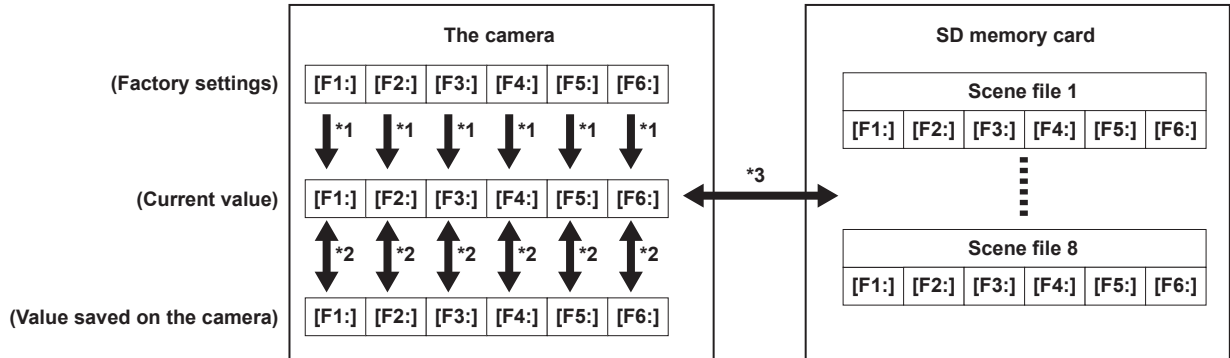 The camera
SD memory card
(Factory settings)
[F1:] [F2:] [F3:] [F4:] [F5:] [F6:]
Scene file 1
[F1:] [F2:] [F3:] [F4:] [F5:] [F6:]
*1 *1 *1 *1 *1 *1
*3
(Current value)
[F1:] [F2:] [F3:] [F4:] [F5:] [F6:]
*2 *2 *2 *2 *2 *2
Scene file 8
[F1:] [F2:] [F3:] [F4:] [F5:] [F6:]
(Value saved on the camera)
[F1:] [F2:] [F3:] [F4:] [F5:] [F6:]